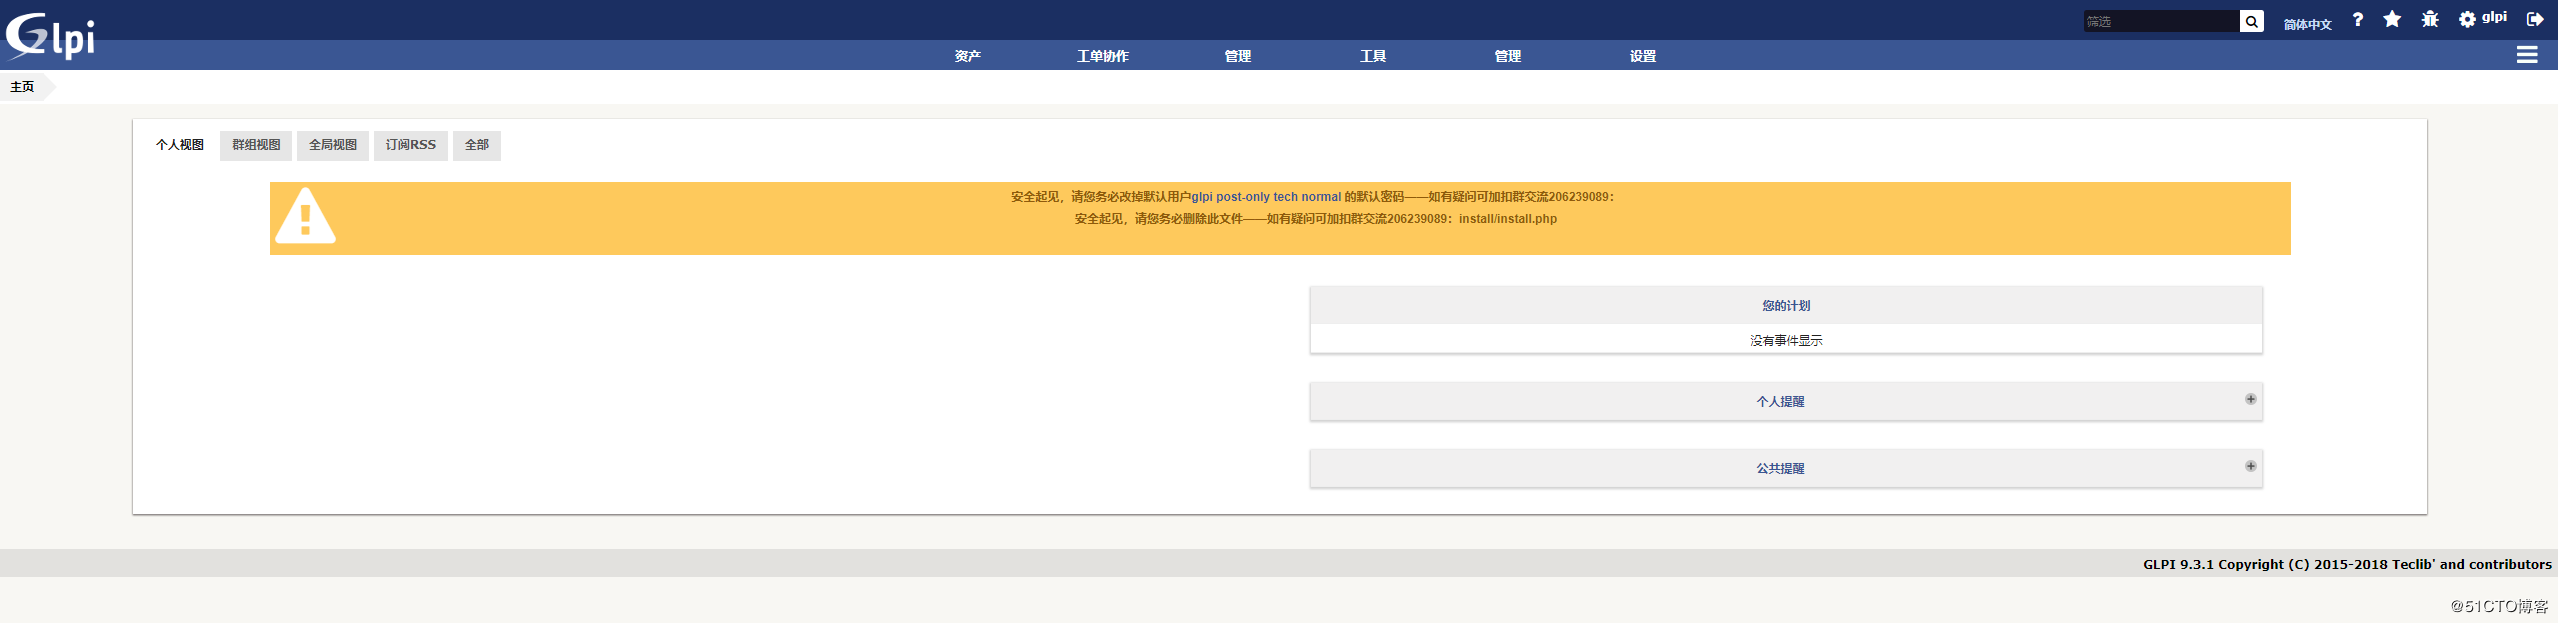 Glpi
筛选
简体中文
?
glpi
资产 工单协作 管理 工具 管理 设置
主页
个人视图 群组视图 全局视图 订阅RSS 全部
安全起见，请您务必改掉默认用户glpi post-only tech normal 的默认密码——如有疑问可加扣群交流206239089：
安全起见，请您务必删除此文件——如有疑问可加扣群交流206239089：install/install.php
您的计划
没有事件显示
个人提醒
公共提醒
GLPI 9.3.1 Copyright (C) 2015-2018 Teclib' and contributors
@51CTO博客